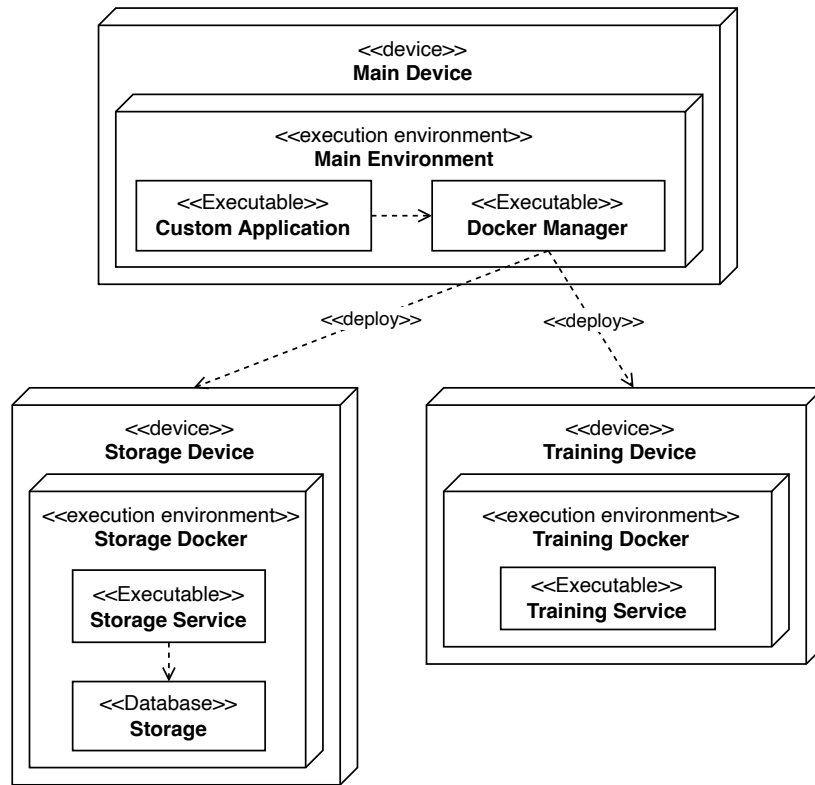 <<device>>
Main Device
<<execution environment>>
Main Environment
<<Executable>>
Custom Application
<<Executable>>
Docker Manager
<<deploy>>
<<deploy>>
<<device>>
Storage Device
<<execution environment>>
Storage Docker
<<Executable>>
Storage Service
<<Database>>
Storage
<<device>>
Training Device
<<execution environment>>
Training Docker
<<Executable>>
Training Service